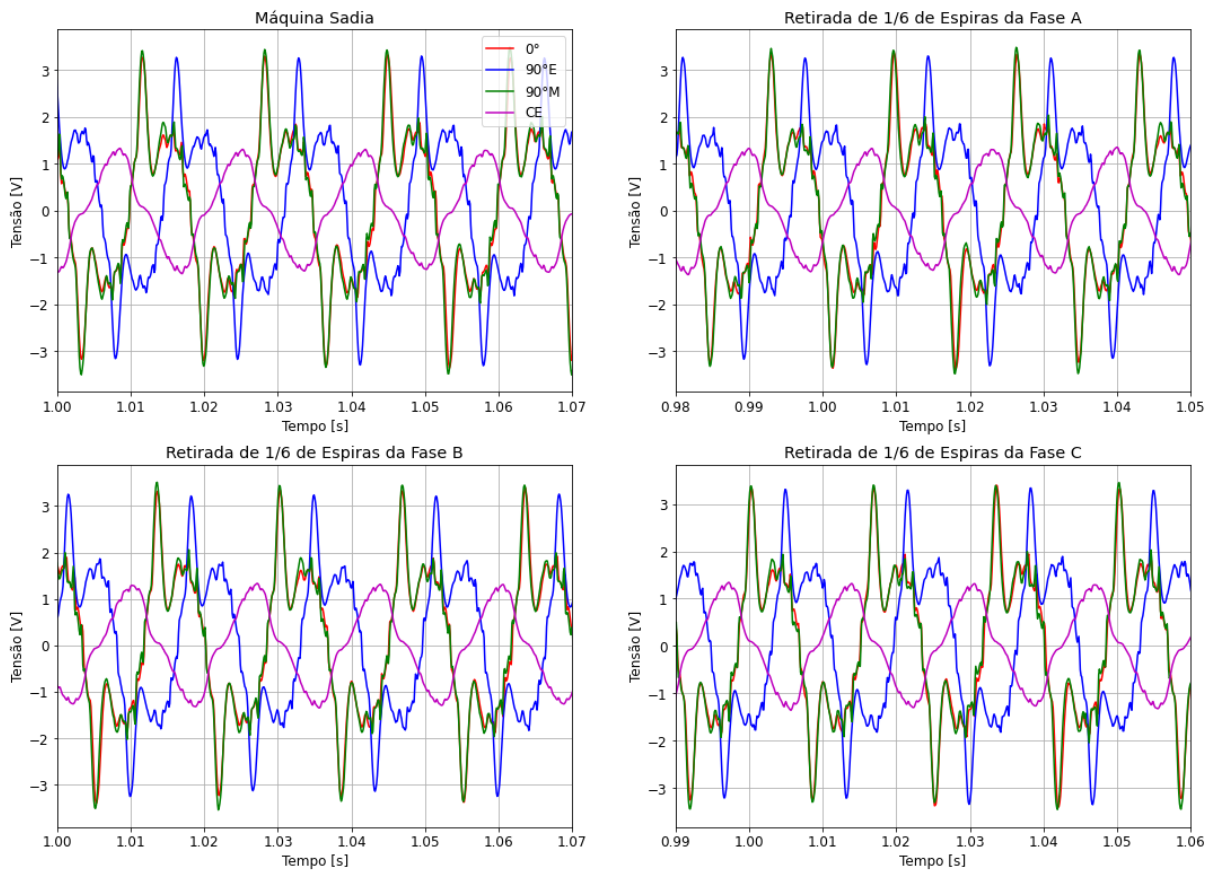 Máquina Sadia
Tensão [V]
3
2
1
0
−1
−2
−3
0°
90°E
90°M
CE
1.00 1.01 1.02 1.03 1.04 1.05 1.06 1.07
Tempo [s]
Retirada de 1/6 de Espiras da Fase A
Tensão [V]
3
2
1
0
−1
−2
−3
0.98 0.99 1.00 1.01 1.02 1.03 1.04 1.05
Tempo [s]
Retirada de 1/6 de Espiras da Fase B
Tensão [V]
3
2
1
0
−1
−2
−3
1.00 1.01 1.02 1.03 1.04 1.05 1.06 1.07
Tempo [s]
Retirada de 1/6 de Espiras da Fase C
Tensão [V]
3
2
1
0
−1
−2
−3
0.99 1.00 1.01 1.02 1.03 1.04 1.05 1.06
Tempo [s]